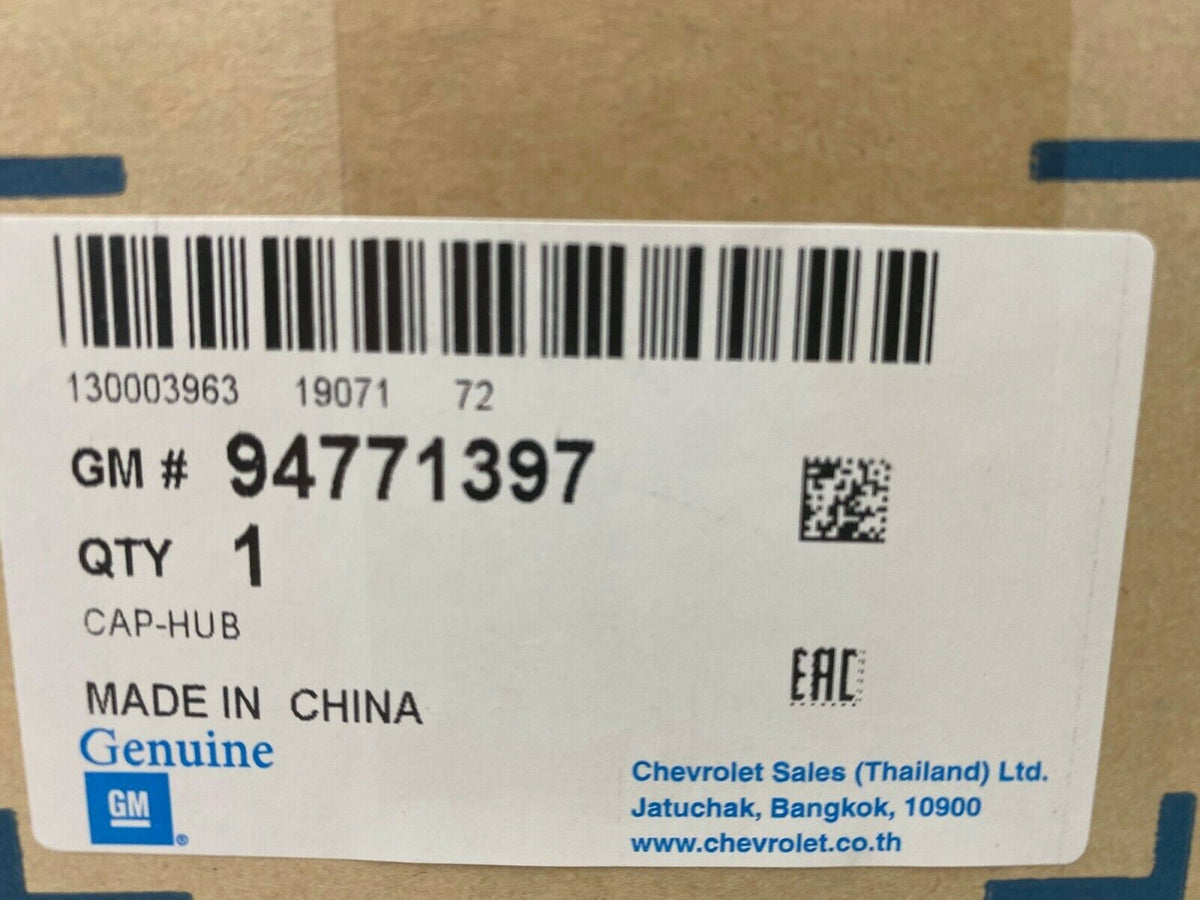 130003963 19071 72
GM # 94771397
QTY 1
CAP-HUB
MADE IN CHINA
Genuine
GM
®
EAC
Chevrolet Sales (Thailand) Ltd.
Jatuchak, Bangkok, 10900
www.chevrolet.co.th